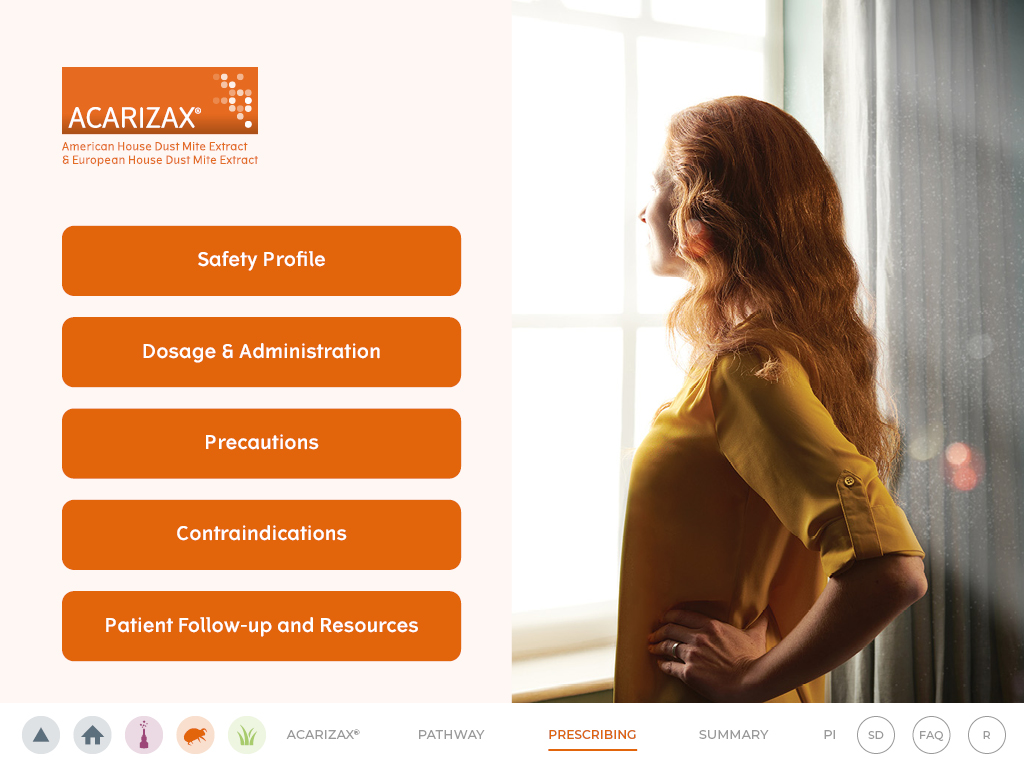 ACARIZAX®
American House Dust Mite Extract
& European House Dust Mite Extract
Safety Profile
Dosage & Administration
Precautions
Contraindications
Patient Follow-up and Resources
ACARIZAX® PATHWAY PRESCRIBING SUMMARY PI SD FAQ R